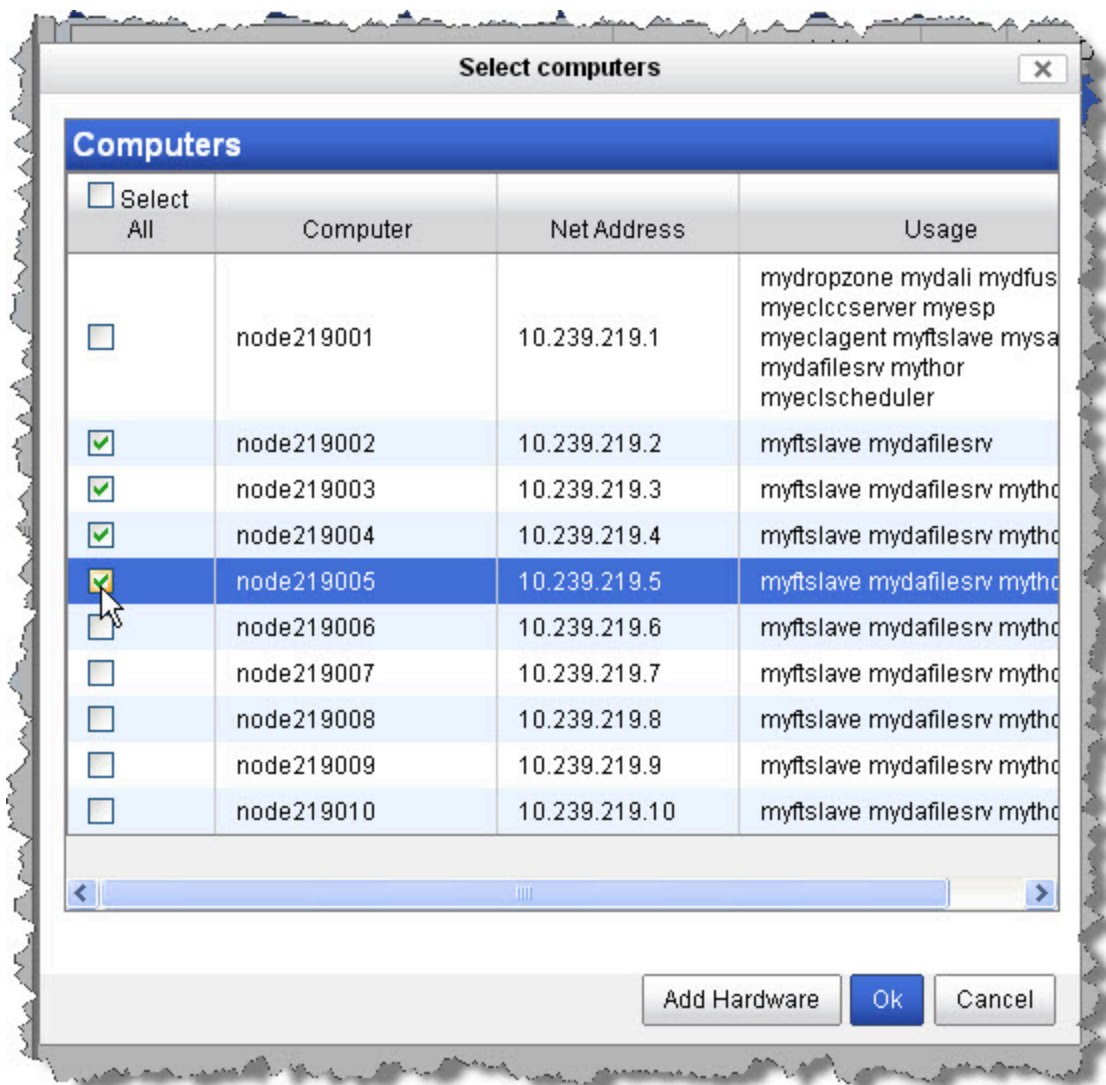 Select computers
Computers
Select All
Computer
Net Address
Usage
node219001
10.239.219.1
mydropzone mydali mydfus
myeclccserver myesp
myeclagent myftslave mysa
mydafilesrv mythor
myeclscheduler
node219002 10.239.219.2 myftslave mydafilesrv
node219003 10.239.219.3 myftslave mydafilesrv mytho
node219004 10.239.219.4 myftslave mydafilesrv mytho
node219005 10.239.219.5 myftslave mydafilesrv mytho
node219006 10.239.219.6 myftslave mydafilesrv mytho
node219007 10.239.219.7 myftslave mydafilesrv mytho
node219008 10.239.219.8 myftslave mydafilesrv mytho
node219009 10.239.219.9 myftslave mydafilesrv mytho
node219010 10.239.219.10 myftslave mydafilesrv mytho
Add Hardware
Ok
Cancel